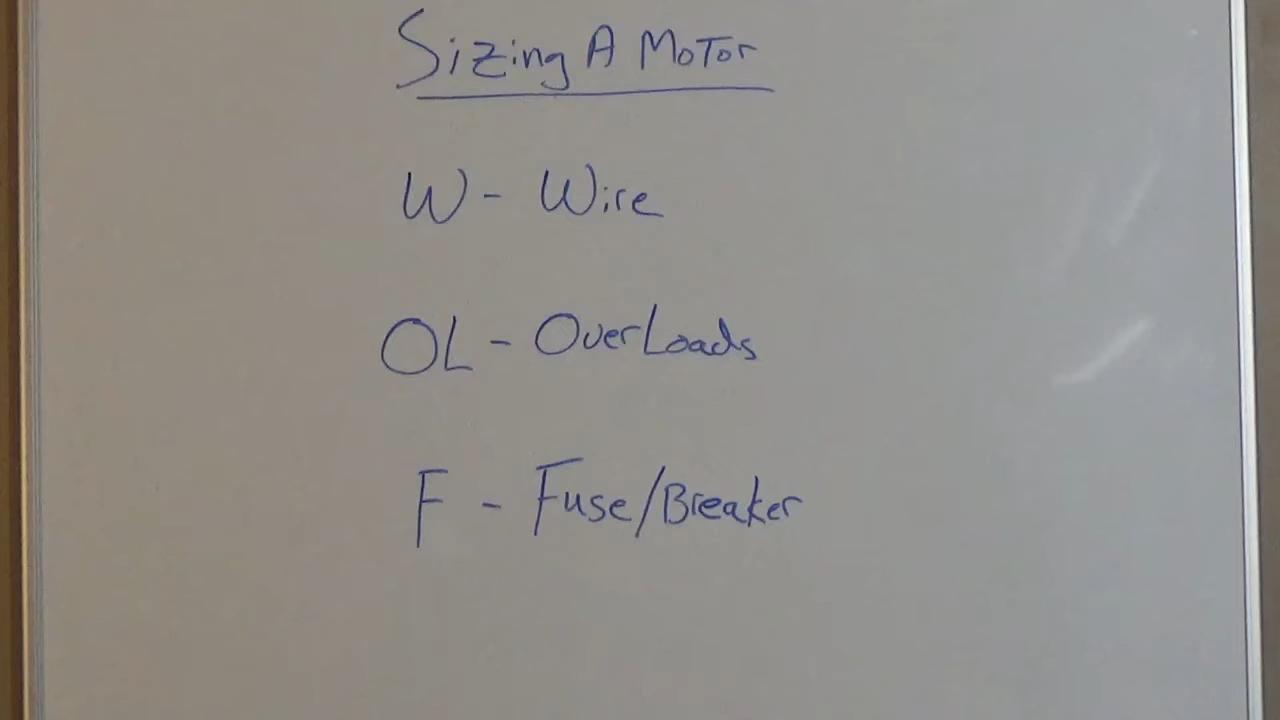 Sizing A MoTor
W - Wire
OL - OverLoads
F - Fuse/Breaker